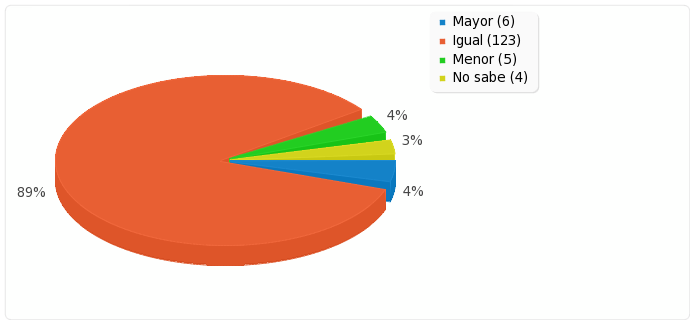 Mayor (6)
Igual (123)
Menor (5)
No sabe (4)
4%
3%
89%
4%